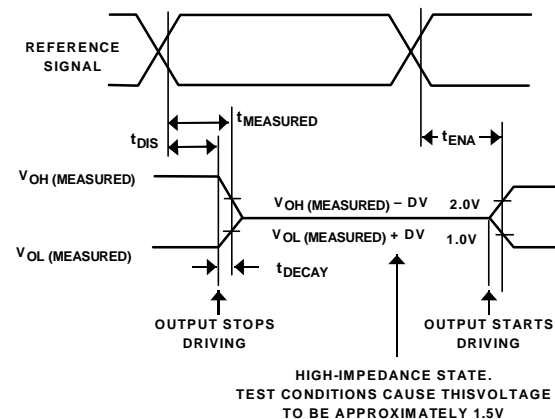 REFERENCE
SIGNAL
tMEASURED
tDIS
tENA
VOH (MEASURED)
VOH (MEASURED) – DV 2.0V
VOL (MEASURED) + DV 1.0V
VOL (MEASURED)
tDECAY
OUTPUT STOPS
DRIVING
OUTPUT STARTS
DRIVING
HIGH-IMPEDANCE STATE.
TEST CONDITIONS CAUSE THISVOLTAGE
TO BE APPROXIMATELY 1.5V